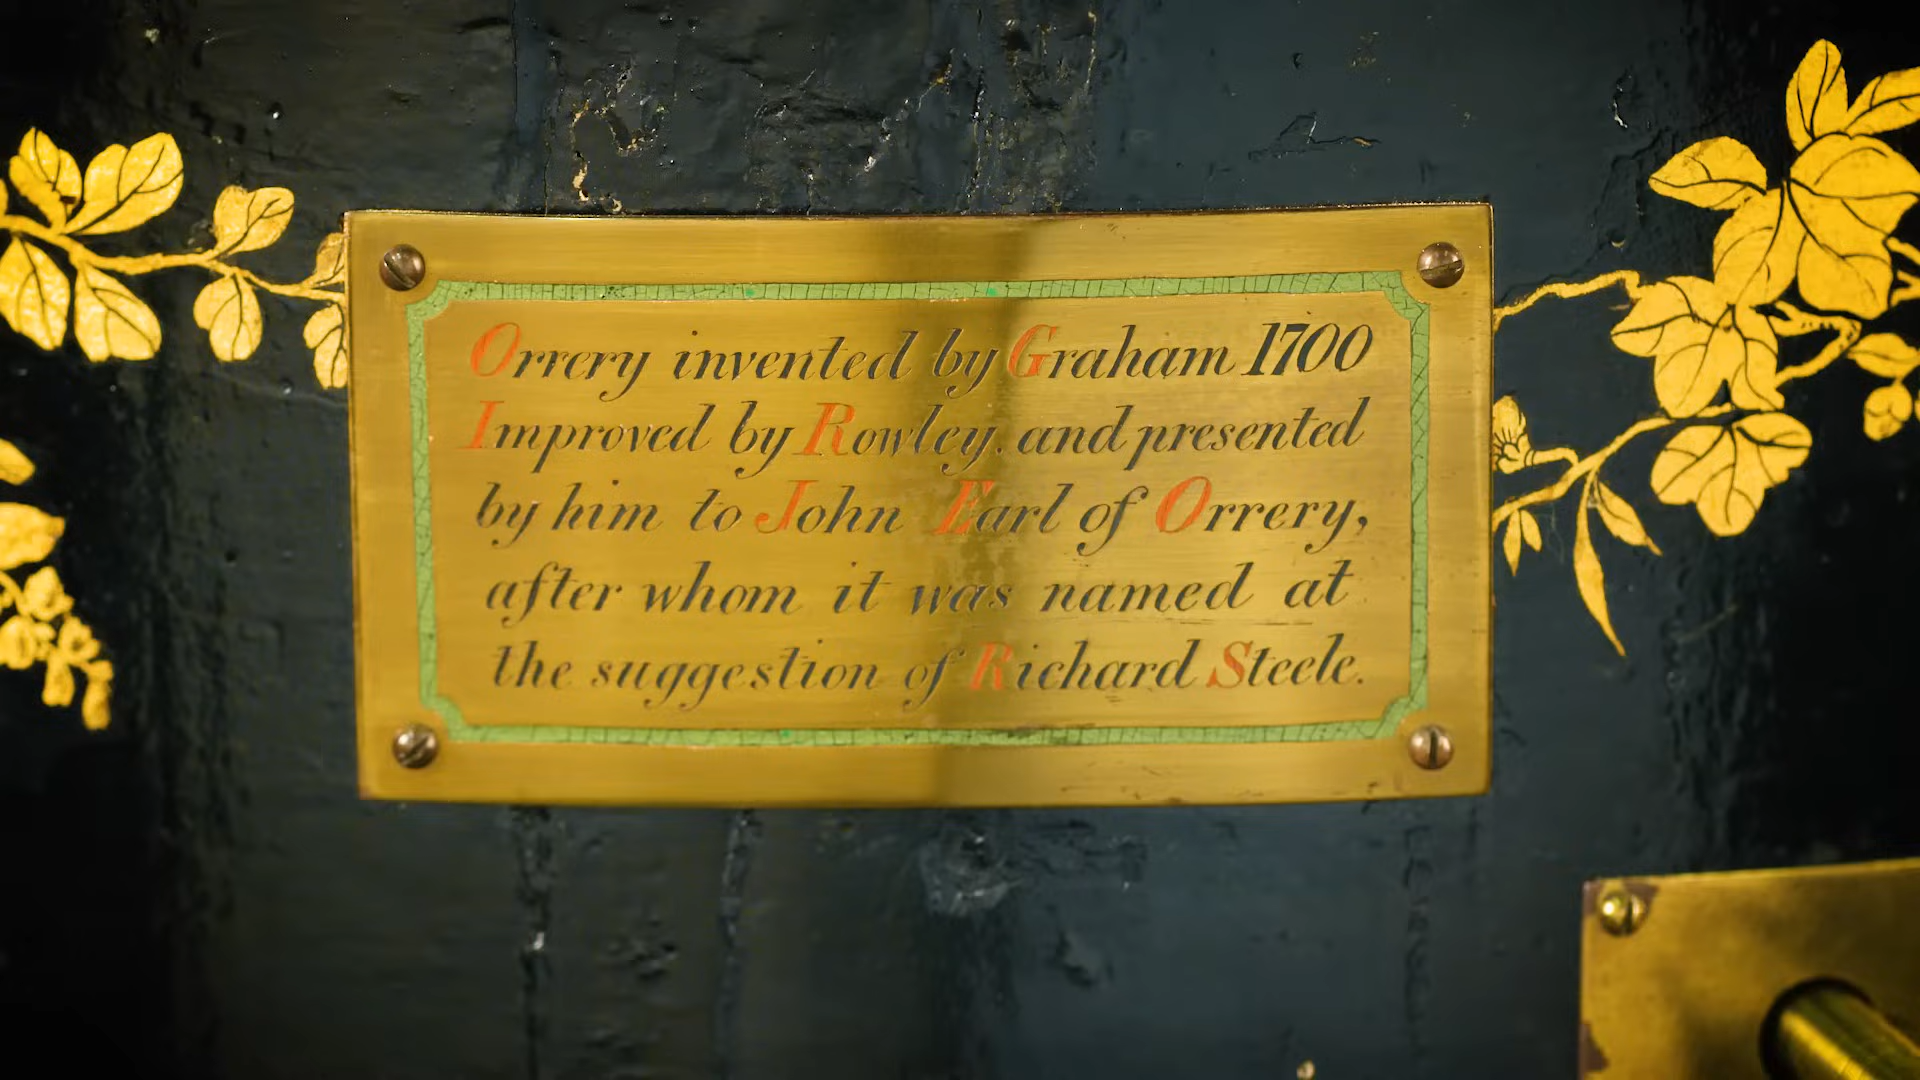 Orrery invented by Graham 1700
Improved by Rowley. and presented
by him to John Earl of Orrery,
after whom it was named at
the suggestion of Richard Steele.